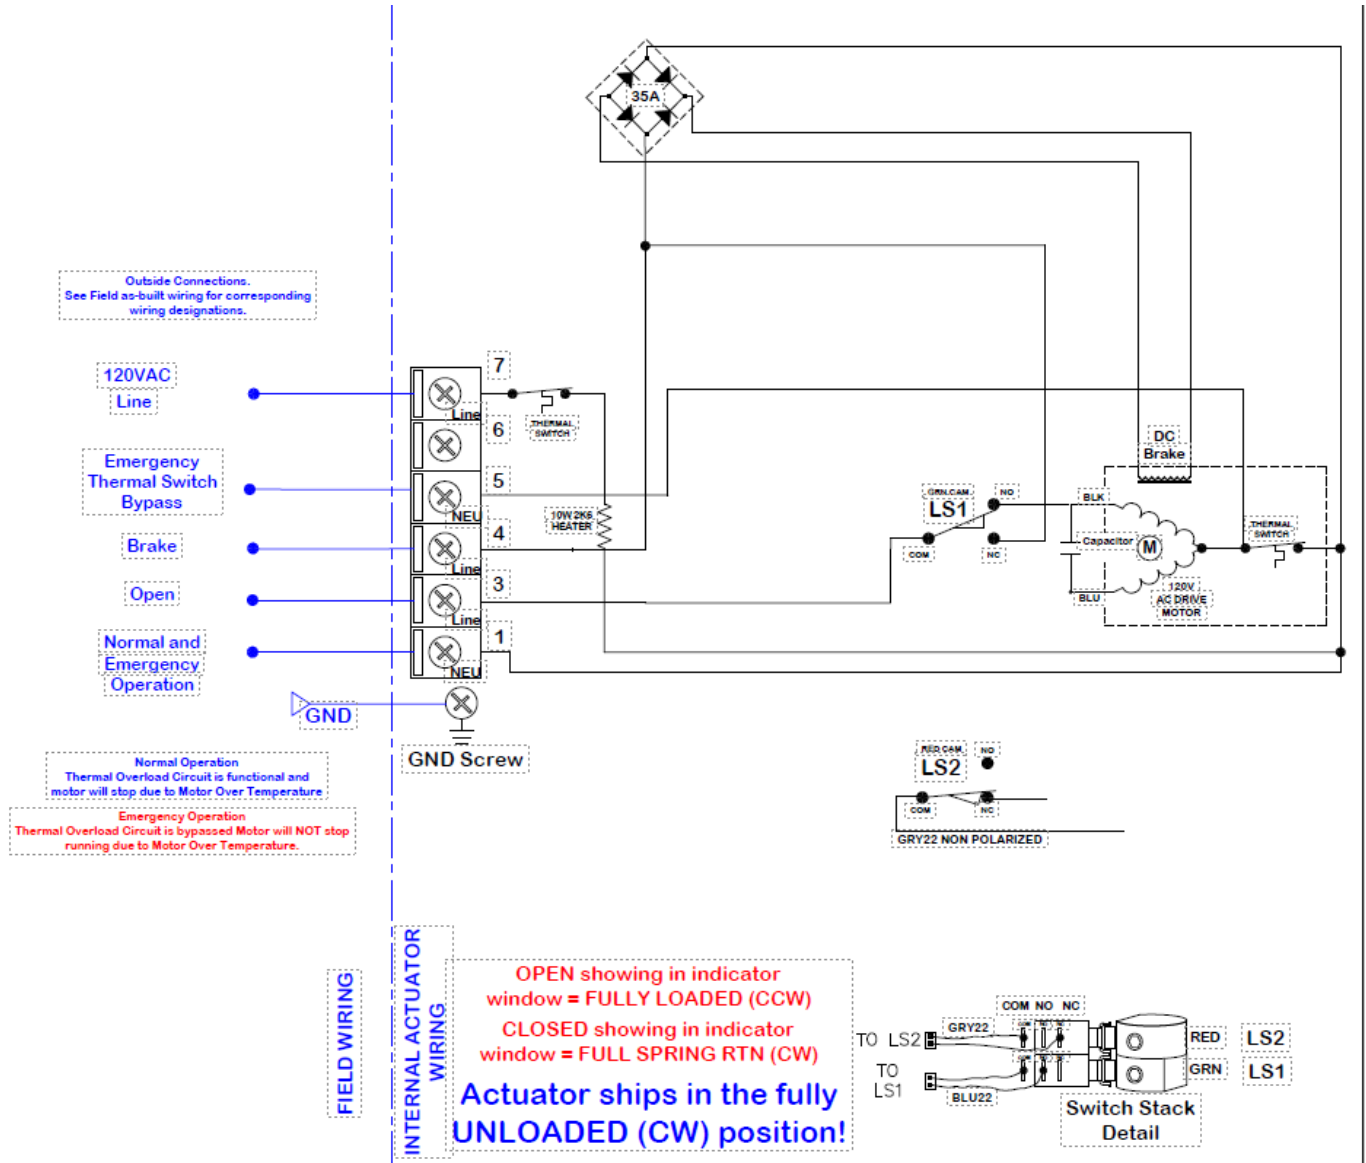 35A
Outside Connections.
See Field as-built wiring for corresponding
wiring designations.
120VAC
Line
7
Line
THERMAL
SWITCH
6
Emergency
Thermal Switch
Bypass
5
NEU
10W 2K5
HEATER
Brake
4
Line
Open
3
Line
Normal and
Emergency
Operation
1
NEU
GND
GND Screw
DC
Brake
GRN.CAM.
LS1
NO
COM
NC
BLK
Capacitor
M
BLU
120V
AC DRIVE
MOTOR
THERMAL
SWITCH
RED CAM.
LS2
NO
COM
NC
GRY22 NON POLARIZED
Normal Operation
Thermal Overload Circuit is functional and
motor will stop due to Motor Over Temperature
Emergency Operation
Thermal Overload Circuit is bypassed Motor will NOT stop
running due to Motor Over Temperature.
FIELD WIRING
INTERNAL ACTUATOR
WIRING
OPEN showing in indicator
window = FULLY LOADED (CCW)
CLOSED showing in indicator
window = FULL SPRING RTN (CW)
Actuator ships in the fully
UNLOADED (CW) position!
COM NO NC
COM NO NC
TO LS2
GRY22
RED
LS2
TO
LS1
BLU22
GRN
LS1
Switch Stack
Detail